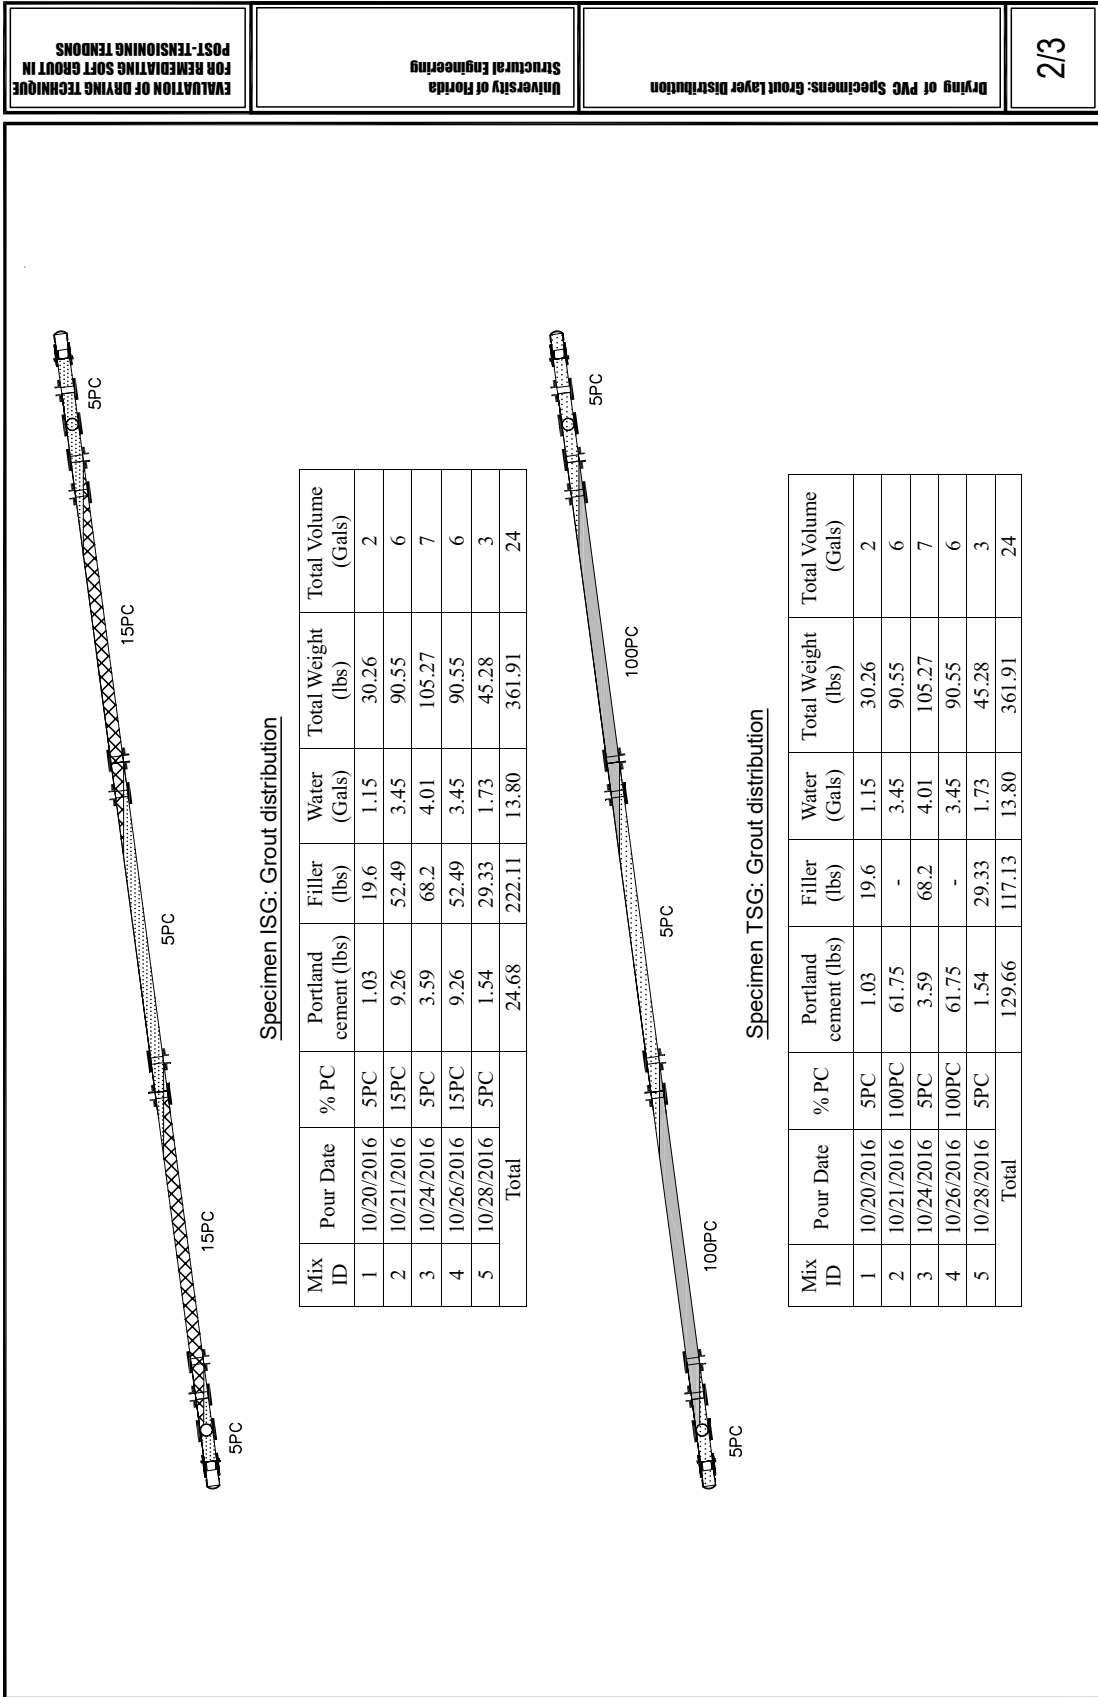 5PC
15PC
5PC
15PC
5PC
Specimen ISG: Grout distribution
Mix ID | Pour Date | % PC | Portland cement (lbs) | Filler (lbs) | Water (Gals) | Total Weight (lbs) | Total Volume (Gals)
1 | 10/20/2016 | 5PC | 1.03 | 19.6 | 1.15 | 30.26 | 2
2 | 10/21/2016 | 15PC | 9.26 | 52.49 | 3.45 | 90.55 | 6
3 | 10/24/2016 | 5PC | 3.59 | 68.2 | 4.01 | 105.27 | 7
4 | 10/26/2016 | 15PC | 9.26 | 52.49 | 3.45 | 90.55 | 6
5 | 10/28/2016 | 5PC | 1.54 | 29.33 | 1.73 | 45.28 | 3
Total | 24.68 | 222.11 | 13.80 | 361.91 | 24
5PC
100PC
5PC
100PC
5PC
Specimen TSG: Grout distribution
Mix ID | Pour Date | % PC | Portland cement (lbs) | Filler (lbs) | Water (Gals) | Total Weight (lbs) | Total Volume (Gals)
1 | 10/20/2016 | 5PC | 1.03 | 19.6 | 1.15 | 30.26 | 2
2 | 10/21/2016 | 100PC | 61.75 | - | 3.45 | 90.55 | 6
3 | 10/24/2016 | 5PC | 3.59 | 68.2 | 4.01 | 105.27 | 7
4 | 10/26/2016 | 100PC | 61.75 | - | 3.45 | 90.55 | 6
5 | 10/28/2016 | 5PC | 1.54 | 29.33 | 1.73 | 45.28 | 3
Total | 129.66 | 117.13 | 13.80 | 361.91 | 24
EVALUATION OF DRYING TECHNIQUE
FOR REMEDIATING SOFT GROUT IN
POST-TENSIONING TENDONS
University of Florida
Structural Engineering
Drying of PVC Specimens: Grout Layer Distribution
2/3